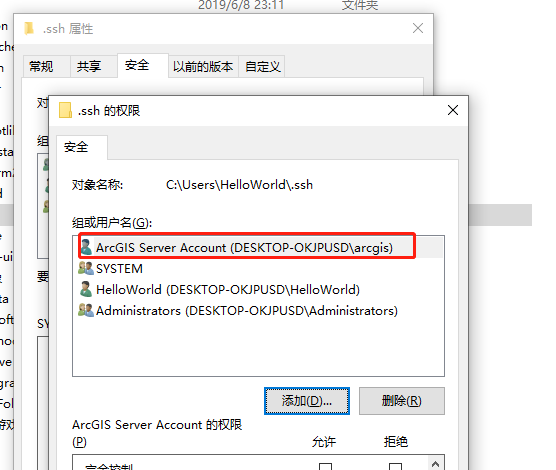 2019/6/8 23:11 文件夹
.ssh 属性
常规 共享 安全 以前的版本 自定义
.ssh 的权限
安全
对象名称: C:\Users\HelloWorld\.ssh
组或用户名(G):
ArcGIS Server Account (DESKTOP-OKJPUSD\arcgis)
SYSTEM
HelloWorld (DESKTOP-OKJPUSD\HelloWorld)
Administrators (DESKTOP-OKJPUSD\Administrators)
添加(D)... 删除(R)
ArcGIS Server Account 的权限
(P) 允许 拒绝
完全控制